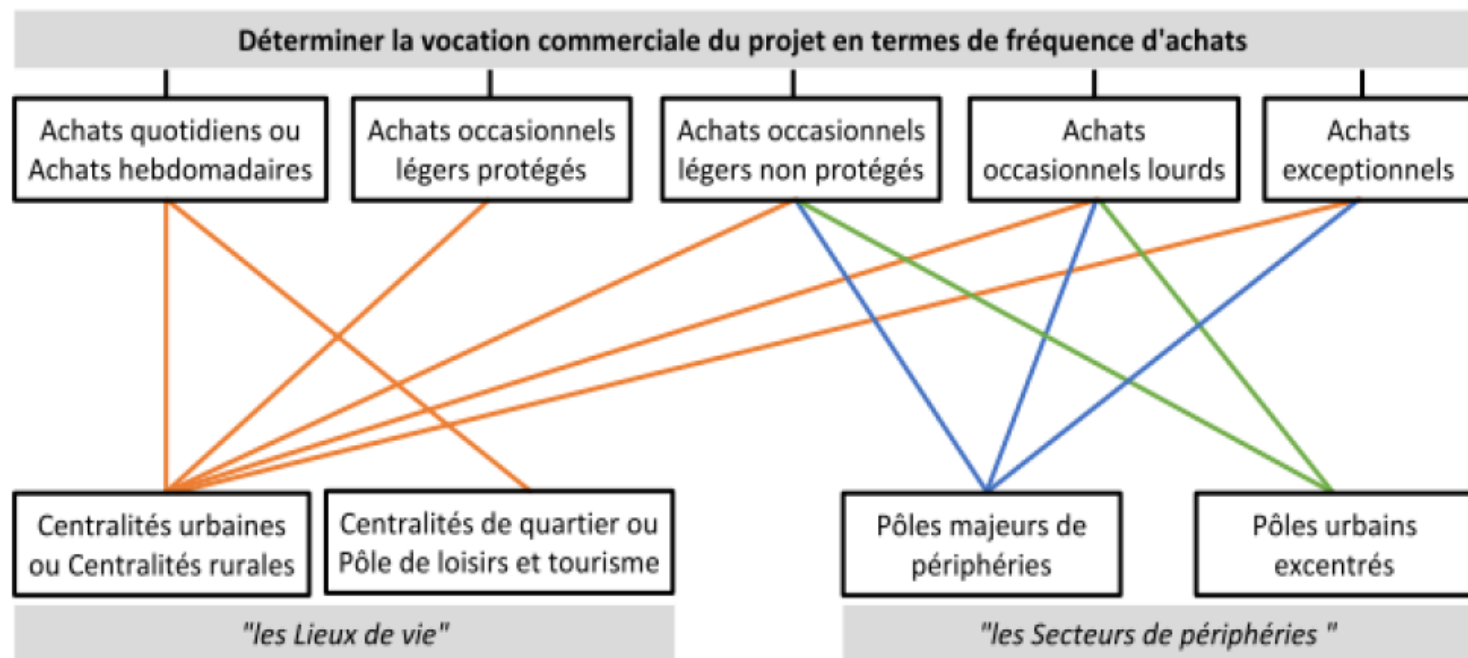 Déterminer la vocation commerciale du projet en termes de fréquence d'achats
Achats quotidiens ou
Achats hebdomadaires
Achats occasionnels
légers protégés
Achats occasionnels
légers non protégés
Achats
occasionnels lourds
Achats
exceptionnels
Centralités urbaines
ou Centralités rurales
Centralités de quartier ou
Pôle de loisirs et tourisme
Pôles majeurs de
périphéries
Pôles urbains
excentrés
"les Lieux de vie"
"les Secteurs de périphéries "